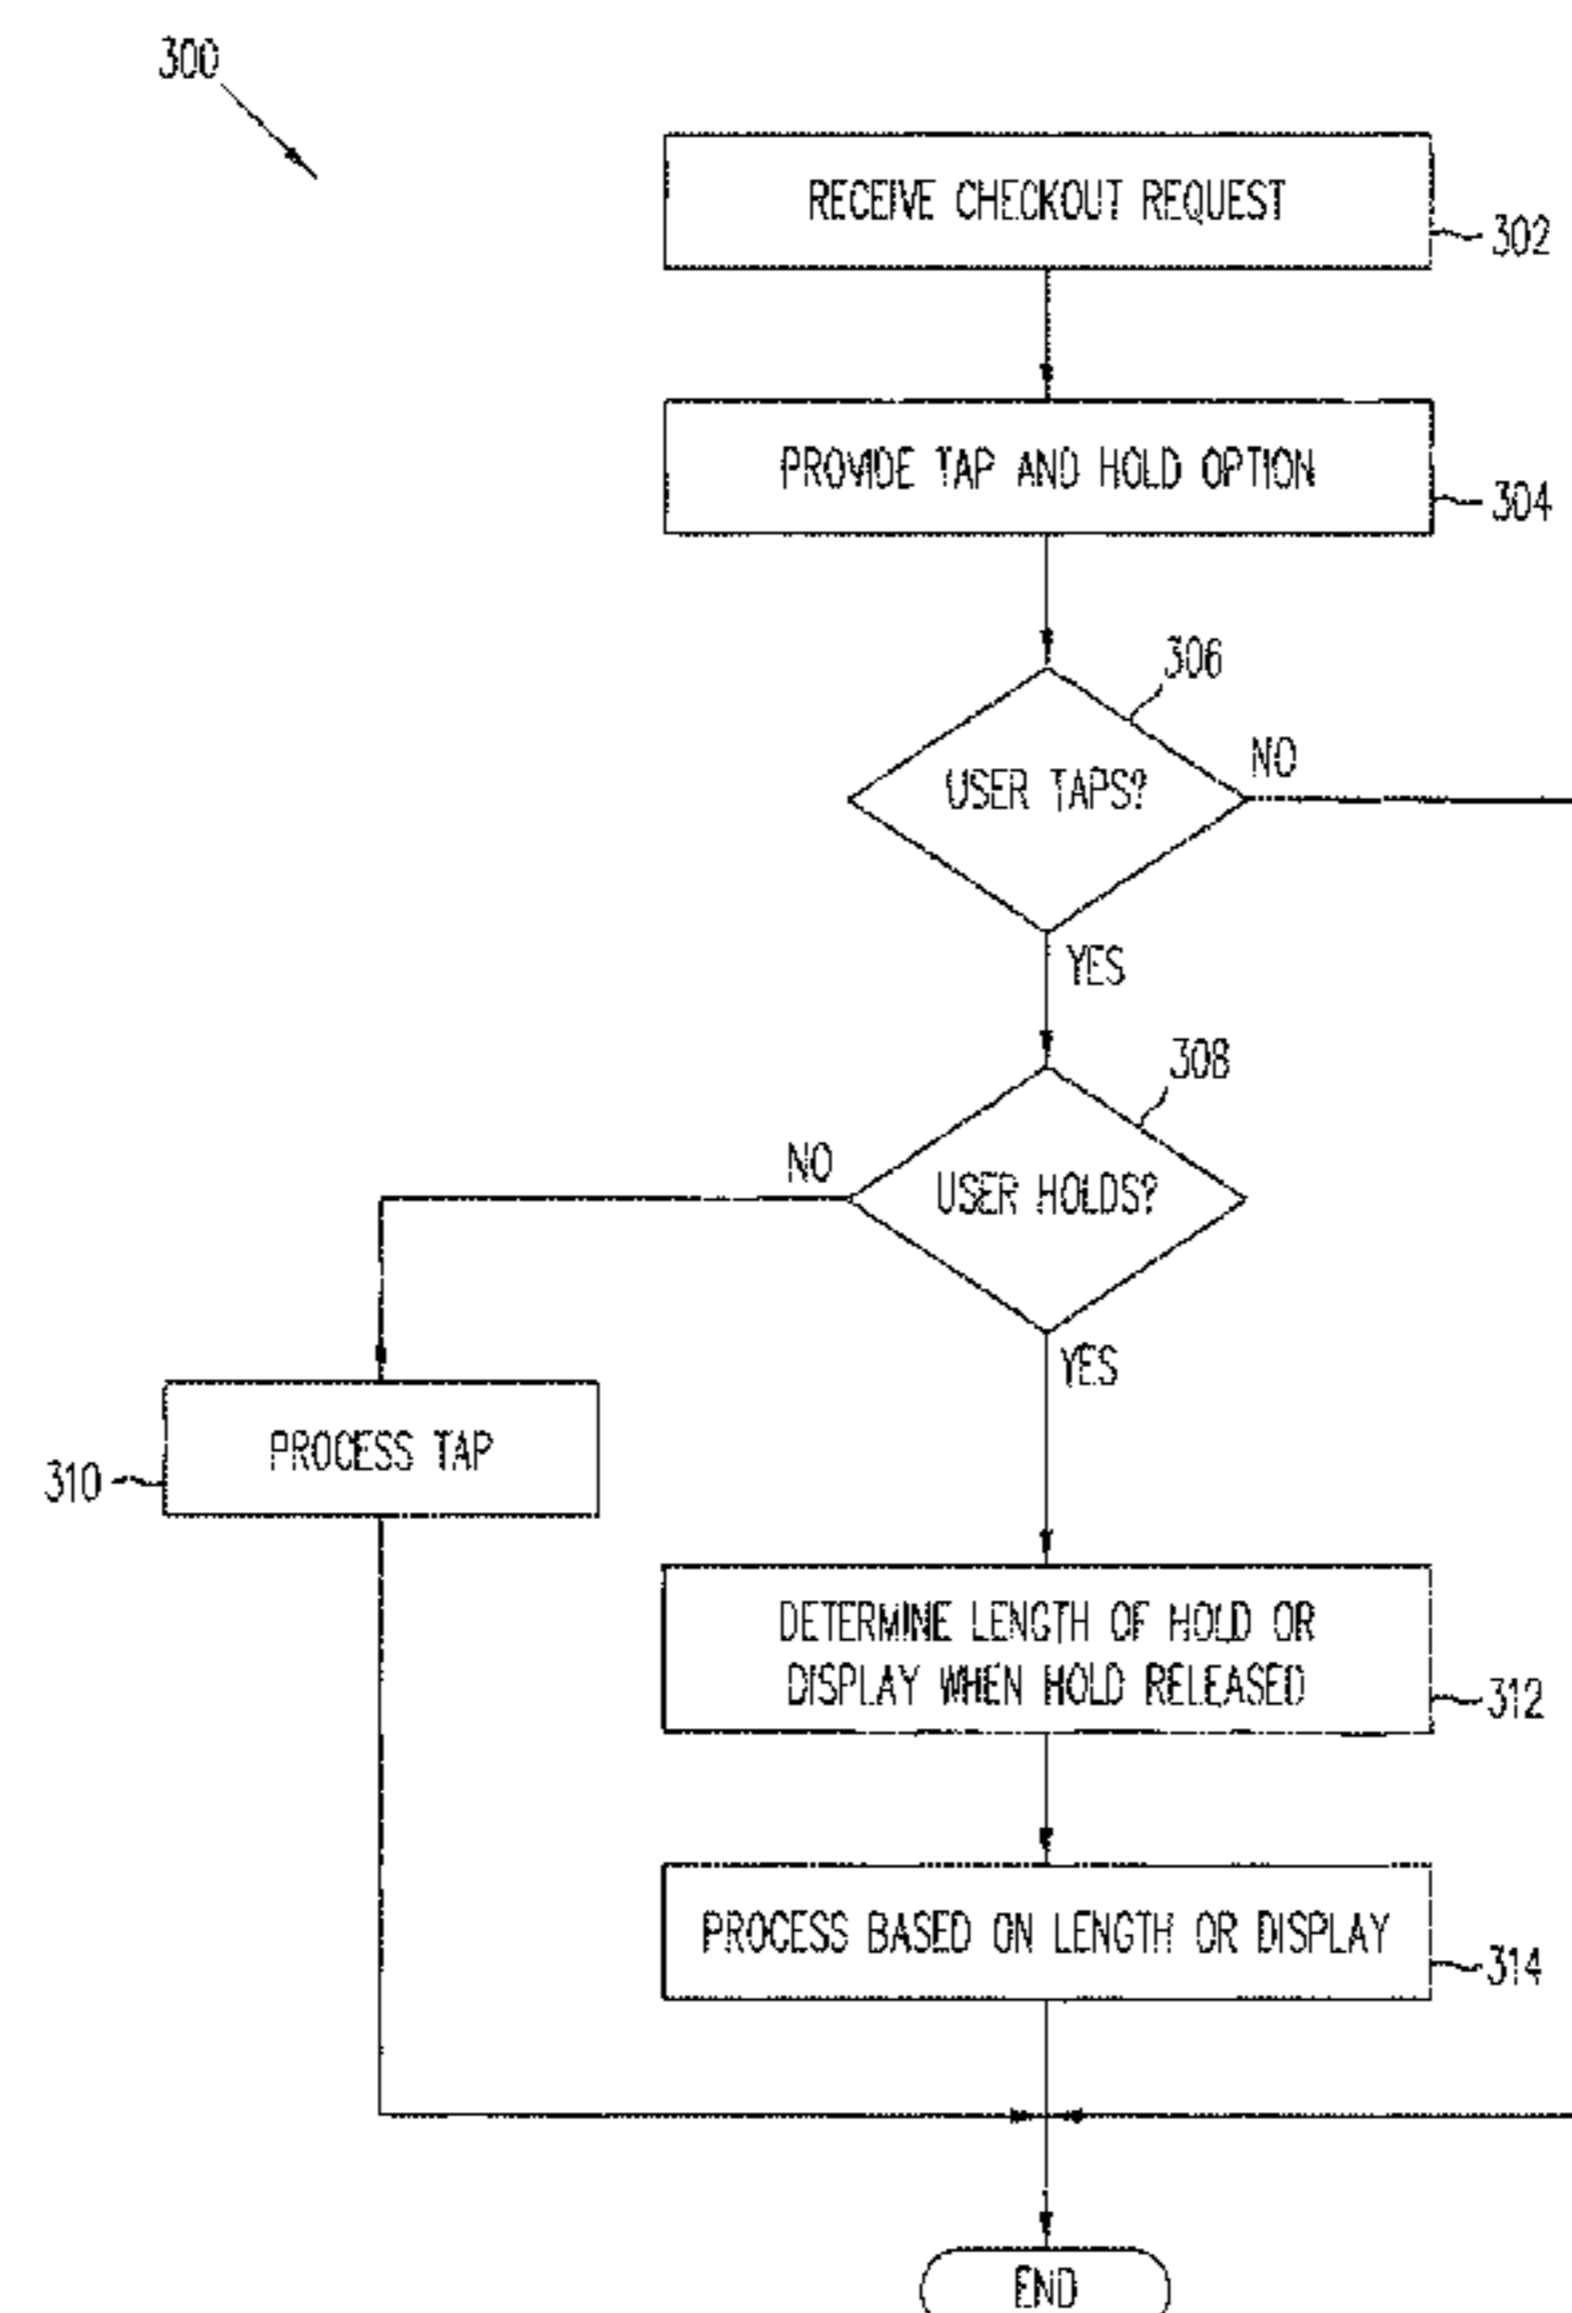 300
RECEIVE CHECKOUT REQUEST
302
PROVIDE TAP AND HOLD OPTION
304
306
USER TAPS?
NO
YES
308
USER HOLDS?
NO
YES
PROCESS TAP
310
DETERMINE LENGTH OF HOLD OR
DISPLAY WHEN HOLD RELEASED
312
PROCESS BASED ON LENGTH OR DISPLAY
314
END